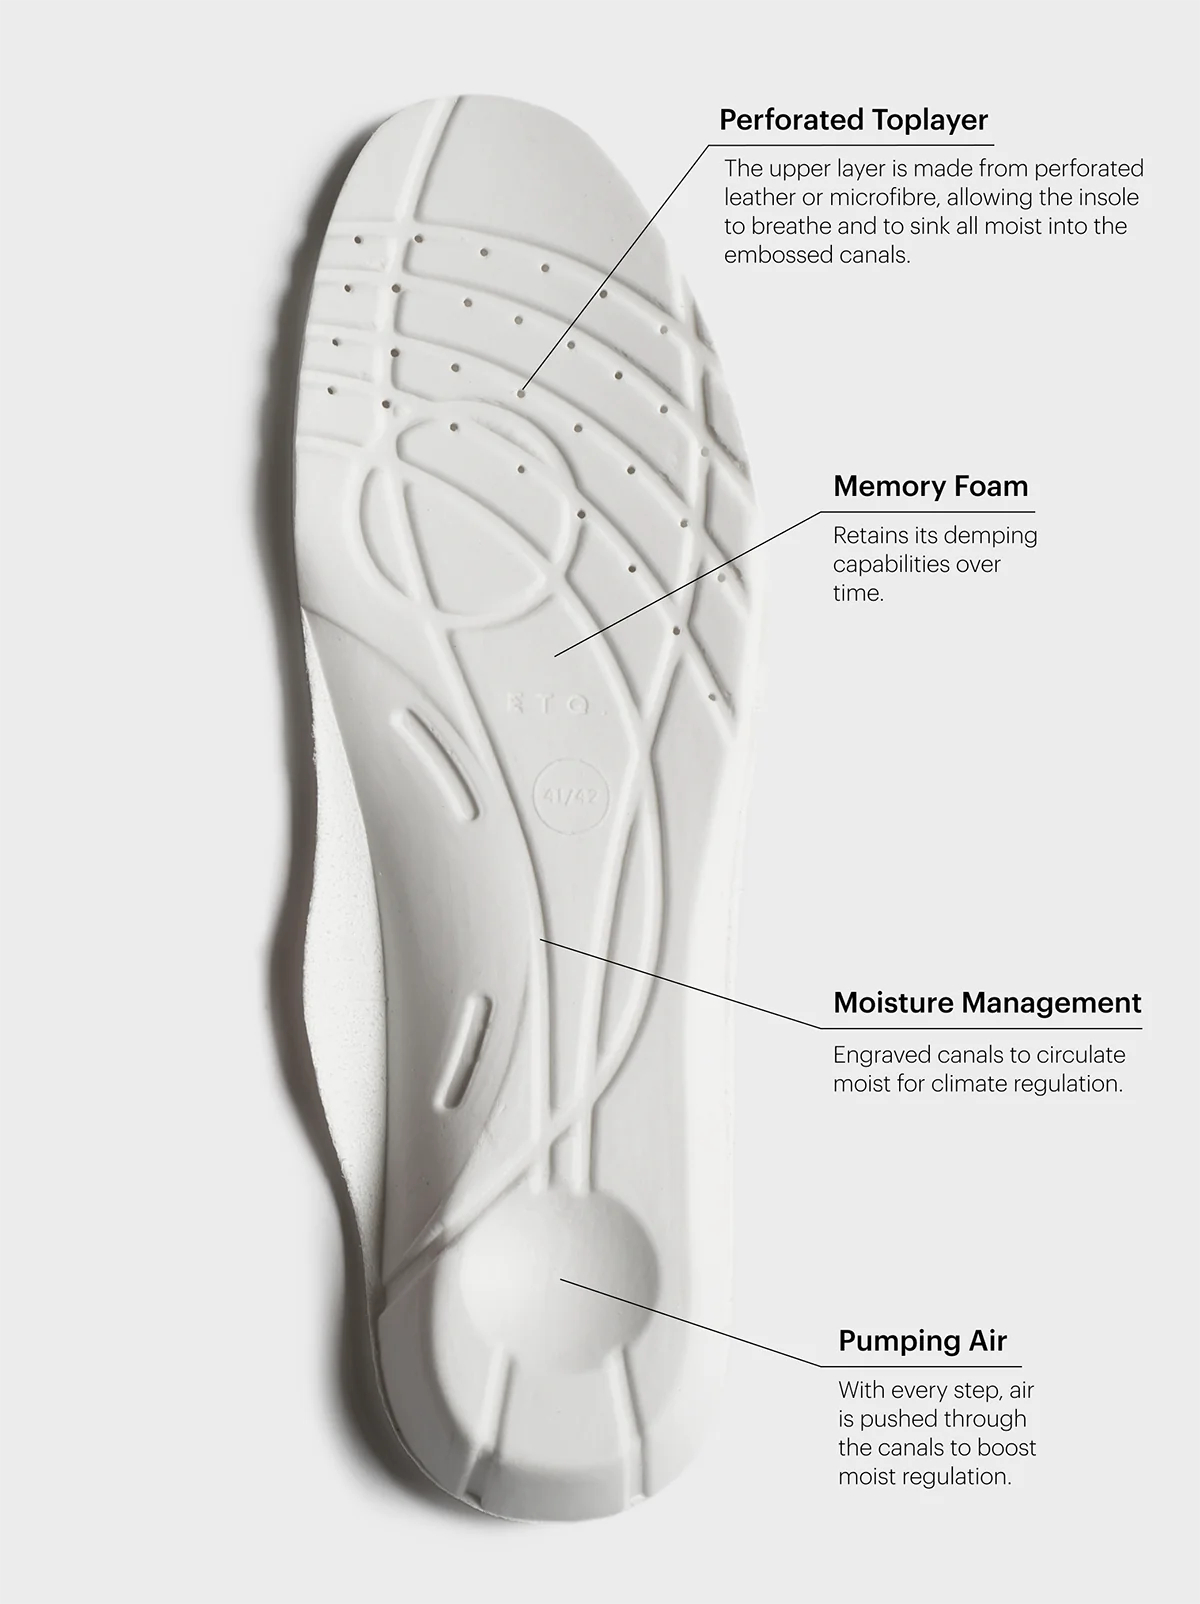 Perforated Toplayer
The upper layer is made from perforated
leather or microfibre, allowing the insole
to breathe and to sink all moist into the
embossed canals.
Memory Foam
Retains its demping
capabilities over
time.
ETQ.
41/42
Moisture Management
Engraved canals to circulate
moist for climate regulation.
Pumping Air
With every step, air
is pushed through
the canals to boost
moist regulation.